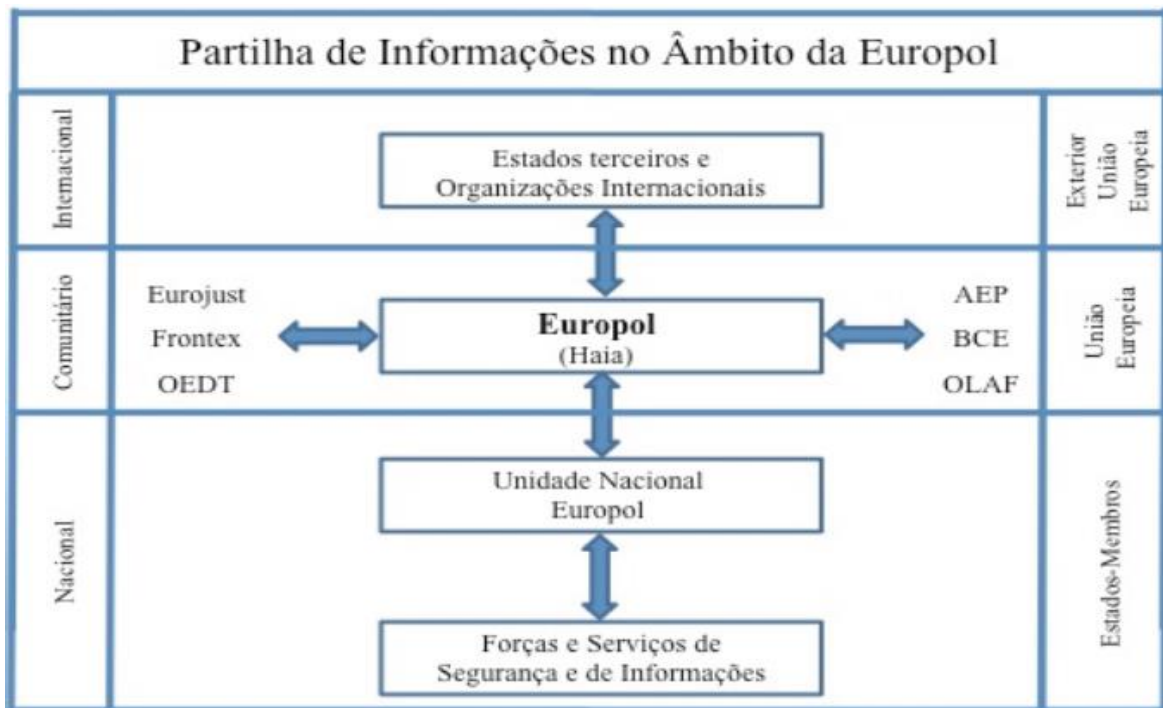 Partilha de Informações no Âmbito da Europol
Internacional
Estados terceiros e
Organizações Internacionais
Exterior
União
Europeia
Comunitário
Eurojust
Frontex
OEDT
Europol
(Haia)
AEP
BCE
OLAF
União
Europeia
Nacional
Unidade Nacional
Europol
Forças e Serviços de
Segurança e de Informações
Estados-Membros